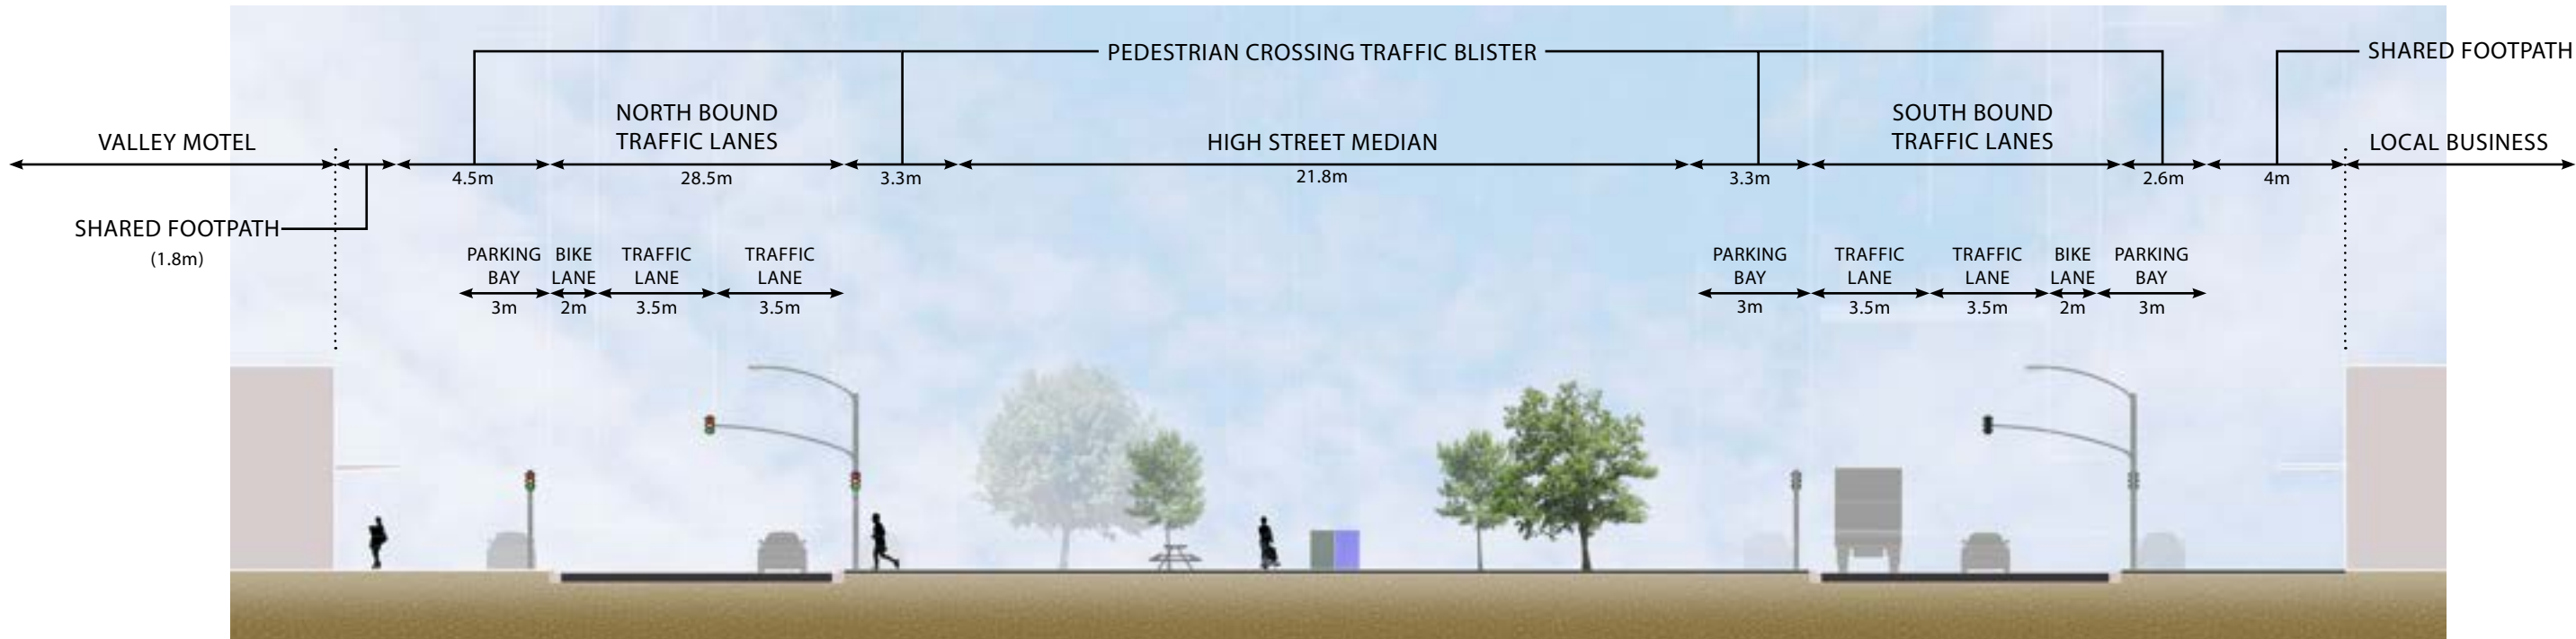 PEDESTRIAN CROSSING TRAFFIC BLISTER
SHARED FOOTPATH
NORTH BOUND
TRAFFIC LANES
SOUTH BOUND
TRAFFIC LANES
VALLEY MOTEL
HIGH STREET MEDIAN
LOCAL BUSINESS
4.5m
28.5m
3.3m
21.8m
3.3m
2.6m
4m
SHARED FOOTPATH
(1.8m)
PARKING
BAY
3m
BIKE
LANE
2m
TRAFFIC
LANE
3.5m
TRAFFIC
LANE
3.5m
PARKING
BAY
3m
TRAFFIC
LANE
3.5m
TRAFFIC
LANE
3.5m
BIKE
LANE
2m
PARKING
BAY
3m